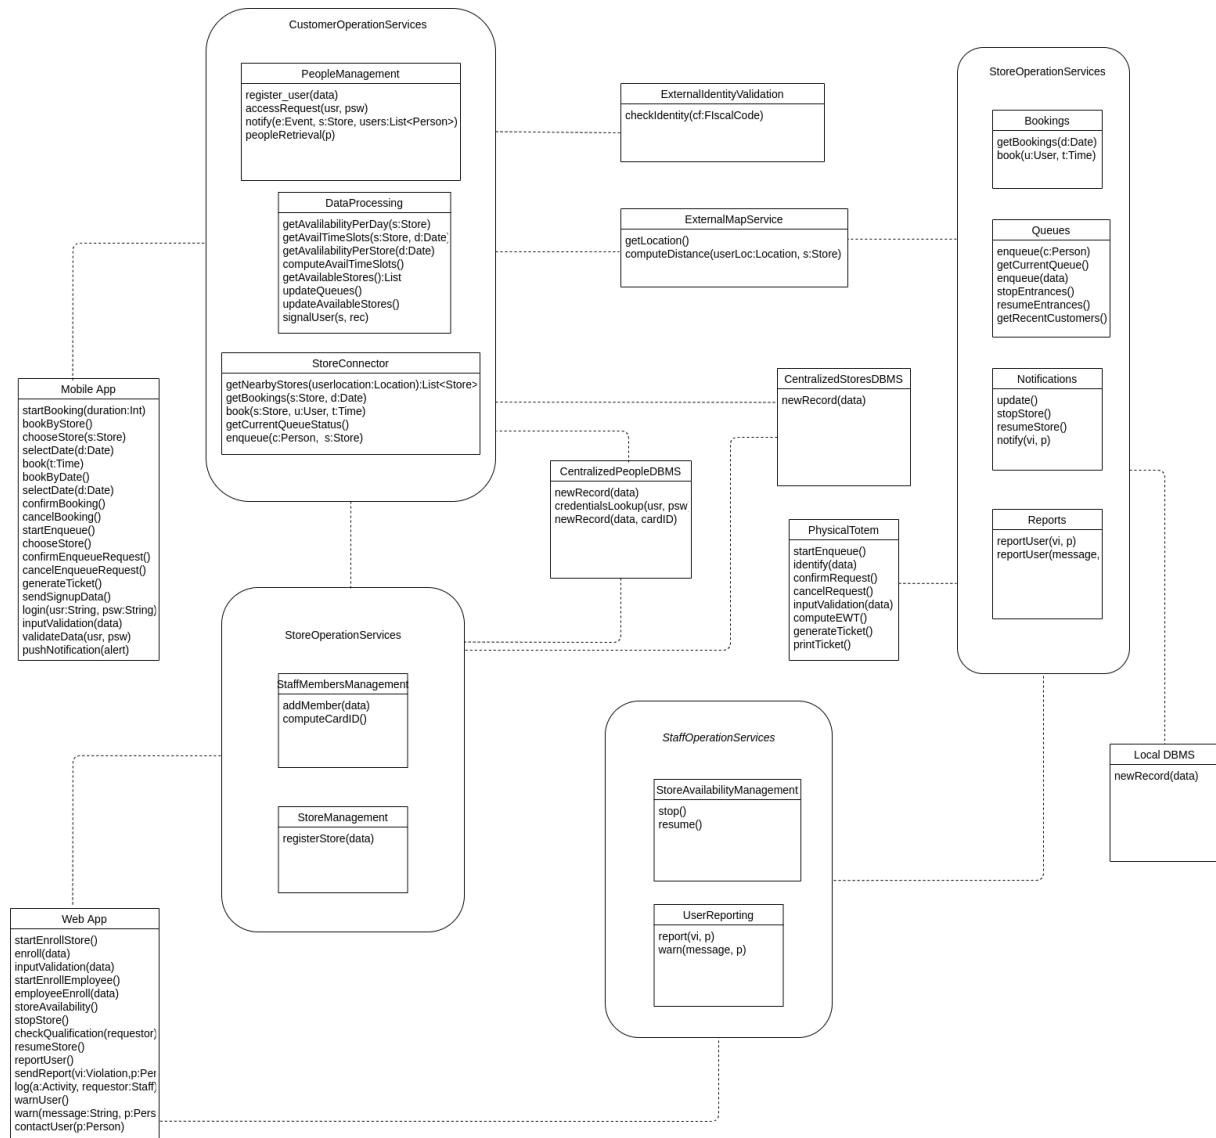 CustomerOperationServices
PeopleManagement
register_user(data)
accessRequest(usr, psw)
notify(e:Event, s:Store, users:List<Person>)
peopleRetrieval(p)
DataProcessing
getAvalilabilityPerDay(s:Store)
getAvailTimeSlots(s:Store, d:Date)
getAvalilabilityPerStore(d:Date)
computeAvailTimeSlots()
getAvailableStores():List
updateQueues()
updateAvailableStores()
signalUser(s, rec)
StoreConnector
getNearbyStores(userlocation:Location):List<Store>
getBookings(s:Store, d:Date)
book(s:Store, u:User, t:Time)
getCurrentQueueStatus()
enqueue(c:Person, s:Store)
ExternalIdentityValidation
checkIdentity(cf:FIscalCode)
ExternalMapService
getLocation()
computeDistance(userLoc:Location, s:Store)
StoreOperationServices
Bookings
getBookings(d:Date)
book(u:User, t:Time)
Queues
enqueue(c:Person)
getCurrentQueue()
enqueue(data)
stopEntrances()
resumeEntrances()
getRecentCustomers()
Notifications
update()
stopStore()
resumeStore()
notify(vi, p)
Reports
reportUser(vi, p)
reportUser(message,
Mobile App
startBooking(duration:Int)
bookByStore()
chooseStore(s:Store)
selectDate(d:Date)
book(t:Time)
bookByDate()
selectDate(d:Date)
confirmBooking()
cancelBooking()
startEnqueue()
chooseStore()
confirmEnqueueRequest()
cancelEnqueueRequest()
generateTicket()
sendSignupData()
login(usr:String, psw:String)
inputValidation(data)
validateData(usr, psw)
pushNotification(alert)
CentralizedStoresDBMS
newRecord(data)
CentralizedPeopleDBMS
newRecord(data)
credentialsLookup(usr, psw
newRecord(data, cardID)
PhysicalTotem
startEnqueue()
identify(data)
confirmRequest()
cancelRequest()
inputValidation(data)
computeEWT()
generateTicket()
printTicket()
StoreOperationServices
StaffMembersManagement
addMember(data)
computeCardID()
StoreManagement
registerStore(data)
StaffOperationServices
StoreAvailabilityManagement
stop()
resume()
UserReporting
report(vi, p)
warn(message, p)
Local DBMS
newRecord(data)
Web App
startEnrollStore()
enroll(data)
inputValidation(data)
startEnrollEmployee()
employeeEnroll(data)
storeAvailability()
stopStore()
checkQualification(requestor)
resumeStore()
reportUser()
sendReport(vi:Violation,p:Per
log(a:Activity, requestor:Staff)
warnUser()
warn(message:String, p:Pers
contactUser(p:Person)